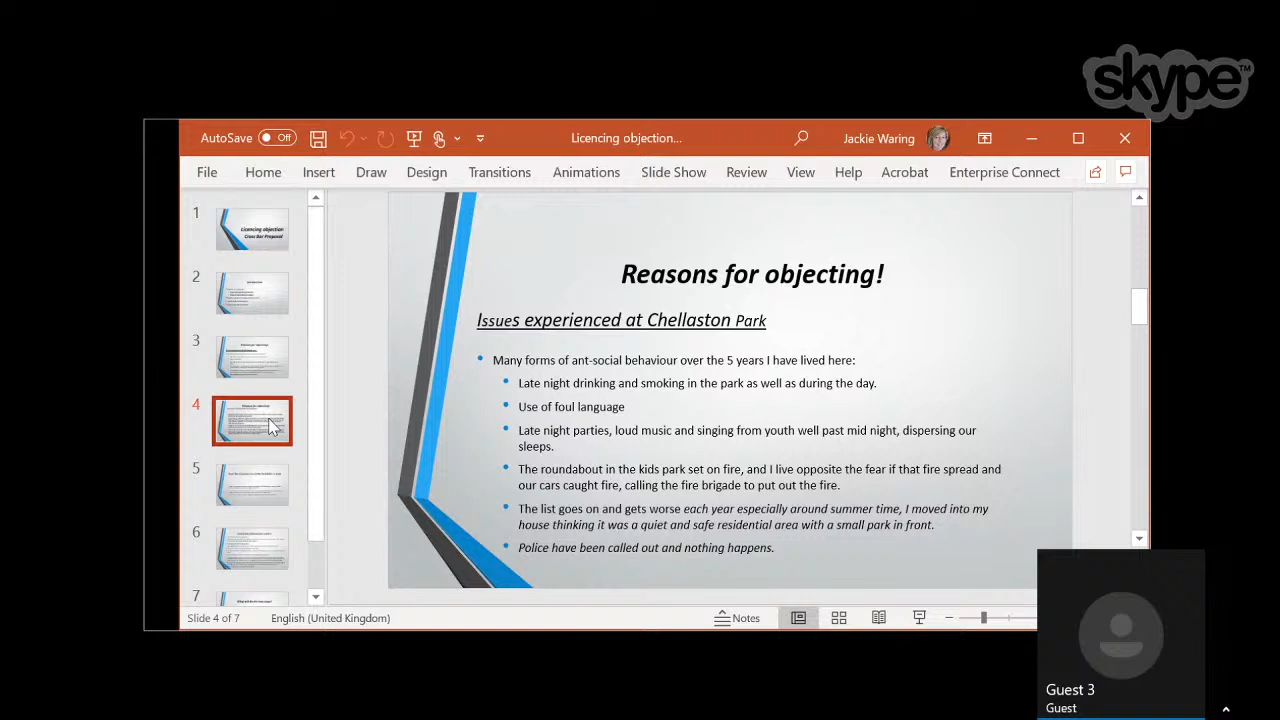 skype™
AutoSave Off Licencing objection... Jackie Waring
File Home Insert Draw Design Transitions Animations Slide Show Review View Help Acrobat Enterprise Connect
1
Licencing objection
Cross Bar Proposal
2
3
4
5
6
7
Reasons for objecting!
Issues experienced at Chellaston Park
Many forms of ant-social behaviour over the 5 years I have lived here:
Late night drinking and smoking in the park as well as during the day.
Use of foul language
Late night parties, loud music/singing from youth well past mid night, disparsing our
sleeps.
The roundabout in the kids park set on fire, and I live opposite the fear if that fire spread and
our cars caught fire, calling the fire brigade to put out the fire.
The list goes on and gets worse each year especially around summer time, I moved into my
house thinking it was a quiet and safe residential area with a small park in front.
Police have been called out and nothing happens.
Slide 4 of 7 English (United Kingdom) Notes
Guest 3
Guest